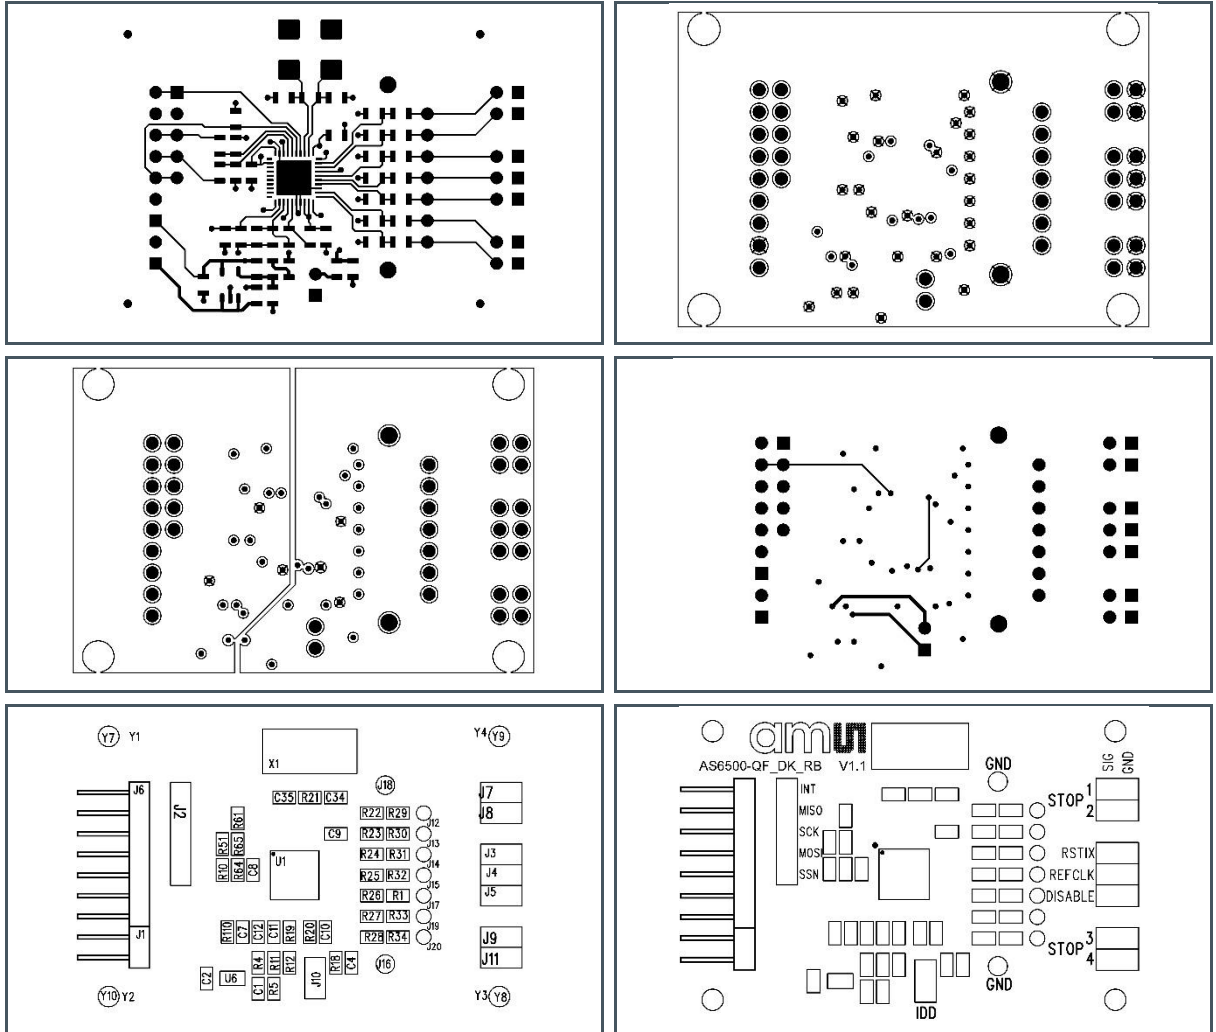 Y7 Y1
Y4 Y9
X1
J6
J2
J18
C35 R21 C34
R22 R29
J12
R61
C9
R23 R30
J13
R51
R65
R24 R31
J14
U1
R10
R64
C8
R25 R32
J15
R26 R1
J17
R27 R33
J19
R28 R34
J20
J7
J8
J3
J4
J5
J9
J11
J1
R110 C7 C12 C11 R19 R20 C10
R4 R11 R12
R18 C4
J16
C2 U6 C1 R5 J10
Y10 Y2
Y3 Y8
am
AS6500-QF_DK_RB V1.1
GND
SIG
GND
INT
MISO
SCK
MOSI
SSN
STOP 1
2
RSTIX
REFCLK
DISABLE
STOP 3
4
GND
IDD